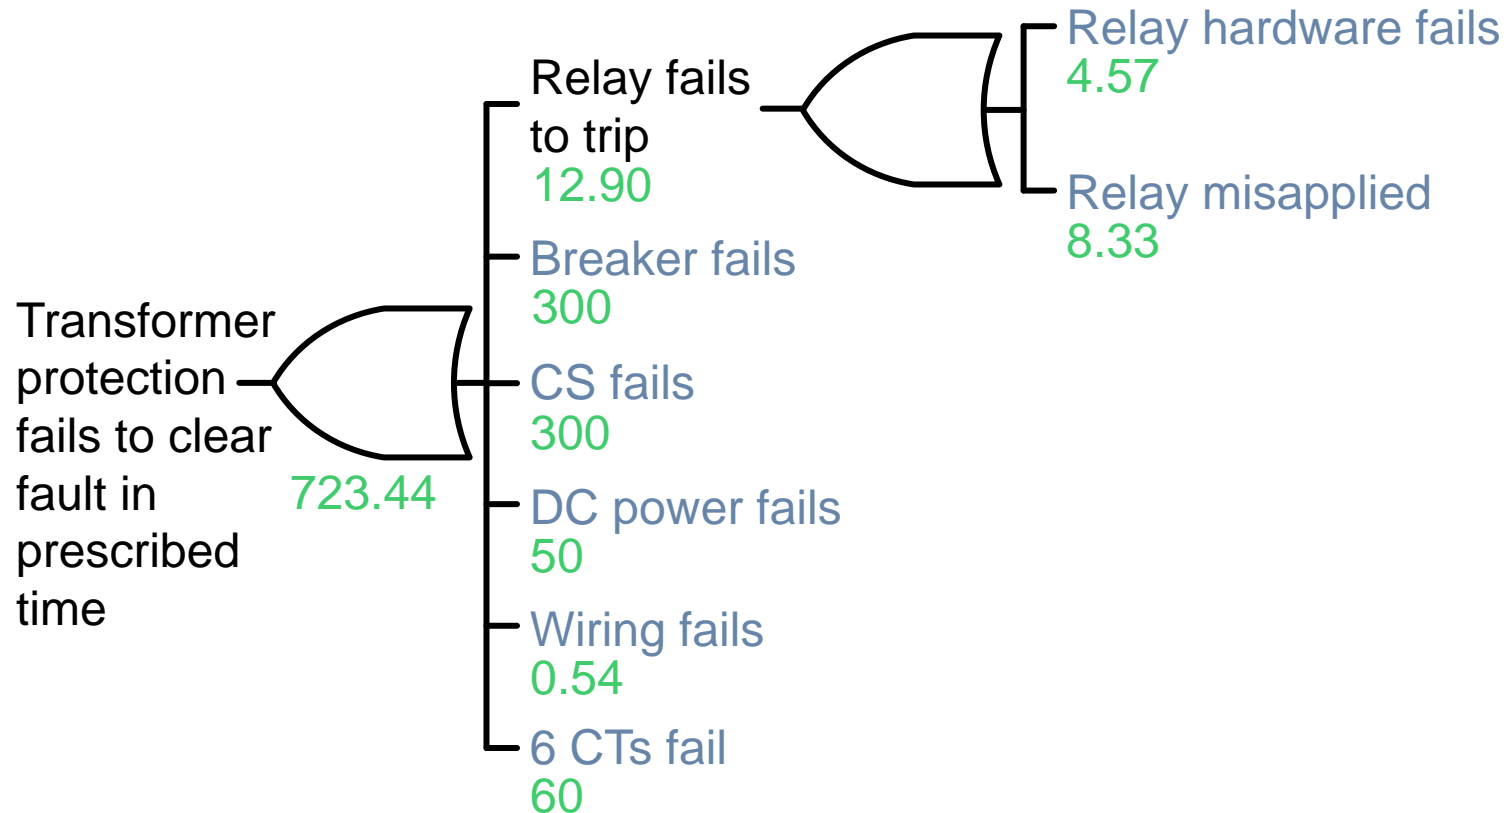 Transformer
protection
fails to clear
fault in
prescribed
time
723.44
Relay fails
to trip
12.90
Breaker fails
300
CS fails
300
DC power fails
50
Wiring fails
0.54
6 CTs fail
60
Relay hardware fails
4.57
Relay misapplied
8.33